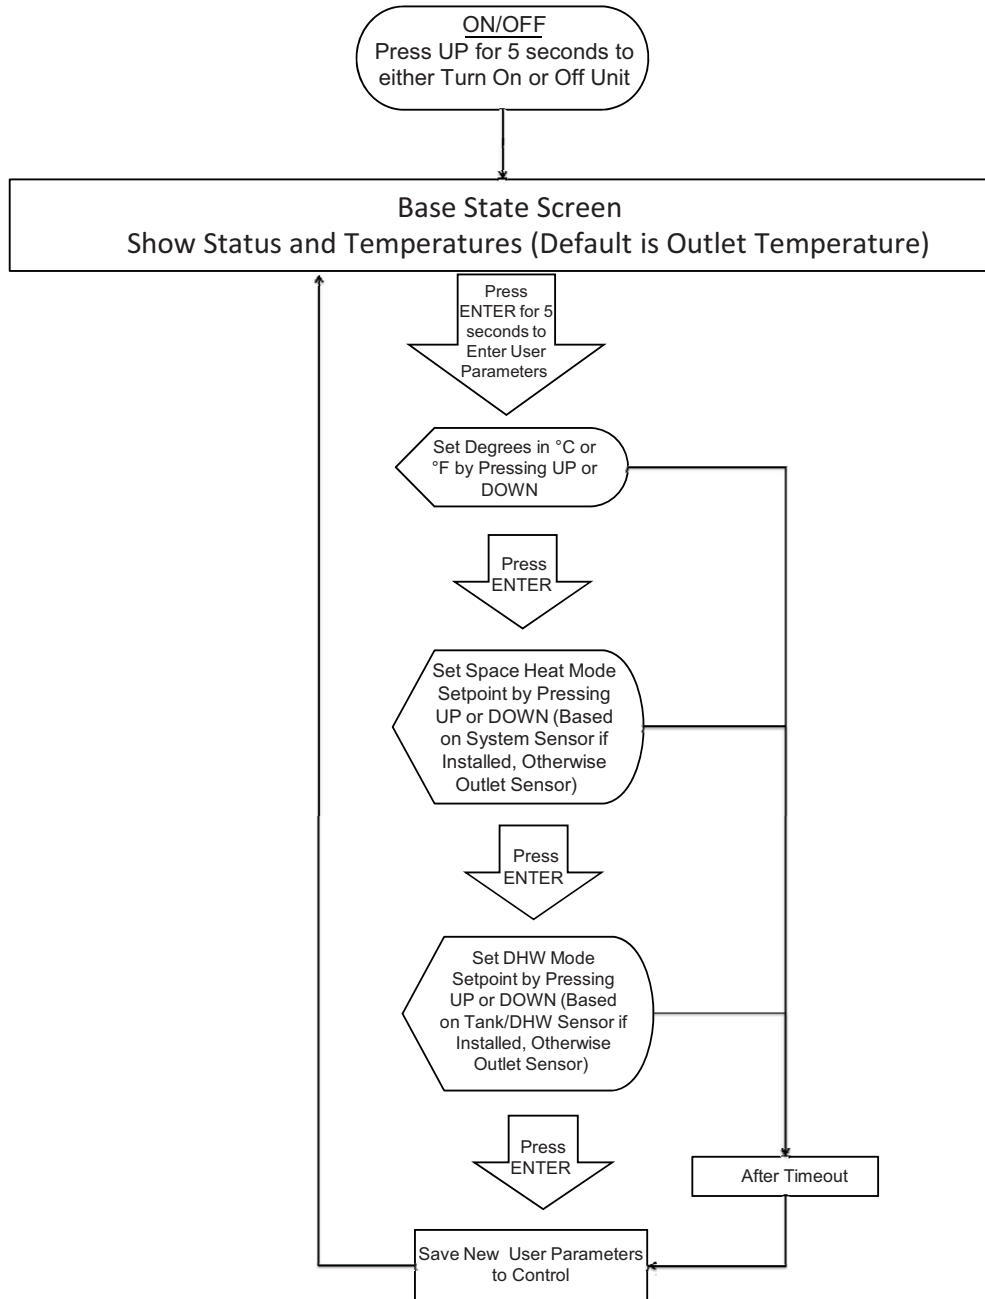 ON/OFF
Press UP for 5 seconds to
either Turn On or Off Unit
Base State Screen
Show Status and Temperatures (Default is Outlet Temperature)
Press
ENTER for 5
seconds to
Enter User
Parameters
Set Degrees in °C or
°F by Pressing UP or
DOWN
Press
ENTER
Set Space Heat Mode
Setpoint by Pressing
UP or DOWN (Based
on System Sensor if
Installed, Otherwise
Outlet Sensor)
Press
ENTER
Set DHW Mode
Setpoint by Pressing
UP or DOWN (Based
on Tank/DHW Sensor if
Installed, Otherwise
Outlet Sensor)
Press
ENTER
After Timeout
Save New User Parameters
to Control